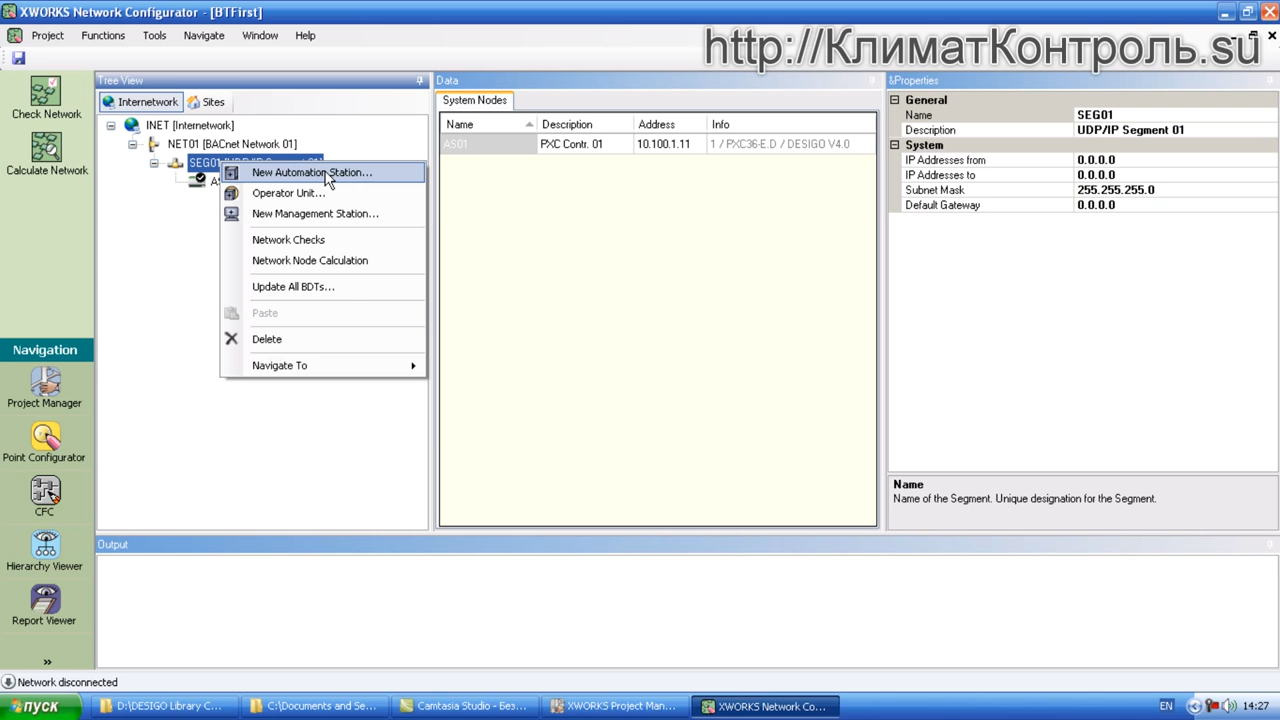 XWORKS Network Configurator - [BTFirst]
Project Functions Tools Navigate Window Help
http://КлиматКонтроль.su
Check Network
Calculate Network
Navigation
Project Manager
Point Configurator
CFC
Hierarchy Viewer
Report Viewer
»
Tree View
Internetwork Sites
INET [Internetwork]
NET01 [BACnet Network 01]
SEG01 [UDP/IP Segment 01]
New Automation Station...
Operator Unit...
New Management Station...
Network Checks
Network Node Calculation
Update All BDTs...
Paste
Delete
Navigate To
Data
System Nodes
Name Description Address Info
AS01 PXC Contr. 01 10.100.1.11 1 / PXC36-E.D / DESIGO V4.0
&Properties
General
Name SEG01
Description UDP/IP Segment 01
System
IP Addresses from 0.0.0.0
IP Addresses to 0.0.0.0
Subnet Mask 255.255.255.0
Default Gateway 0.0.0.0
Name
Name of the Segment. Unique designation for the Segment.
Output
Network disconnected
пуск
D:\DESIGO Library C...
C:\Documents and Se...
Camtasia Studio - Без...
XWORKS Project Man...
XWORKS Network Co...
EN
14:27